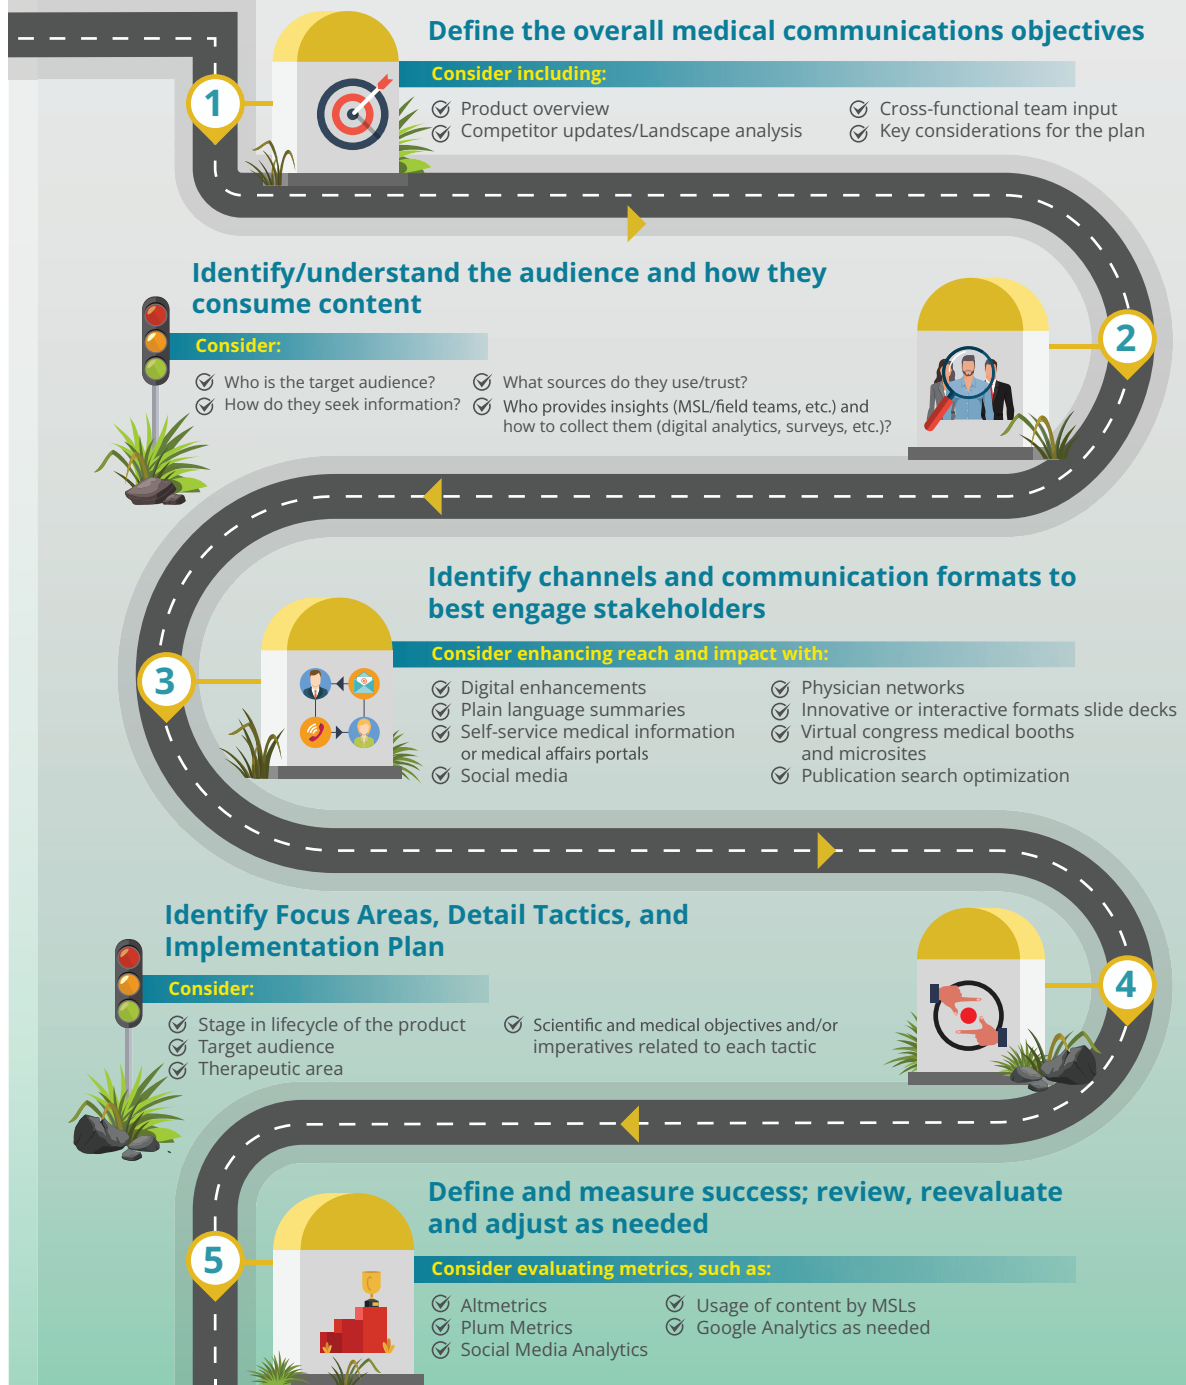 Define the overall medical communications objectives
1
Consider including:
Product overview
Competitor updates/Landscape analysis
Cross-functional team input
Key considerations for the plan
Identify/understand the audience and how they
consume content
2
Consider:
Who is the target audience?
How do they seek information?
What sources do they use/trust?
Who provides insights (MSL/field teams, etc.) and
how to collect them (digital analytics, surveys, etc.)?
Identify channels and communication formats to
best engage stakeholders
3
Consider enhancing reach and impact with:
Digital enhancements
Plain language summaries
Self-service medical information
or medical affairs portals
Social media
Physician networks
Innovative or interactive formats slide decks
Virtual congress medical booths
and microsites
Publication search optimization
Identify Focus Areas, Detail Tactics, and
Implementation Plan
4
Consider:
Stage in lifecycle of the product
Target audience
Therapeutic area
Scientific and medical objectives and/or
imperatives related to each tactic
Define and measure success; review, reevaluate
and adjust as needed
5
Consider evaluating metrics, such as:
Altmetrics
Plum Metrics
Social Media Analytics
Usage of content by MSLs
Google Analytics as needed